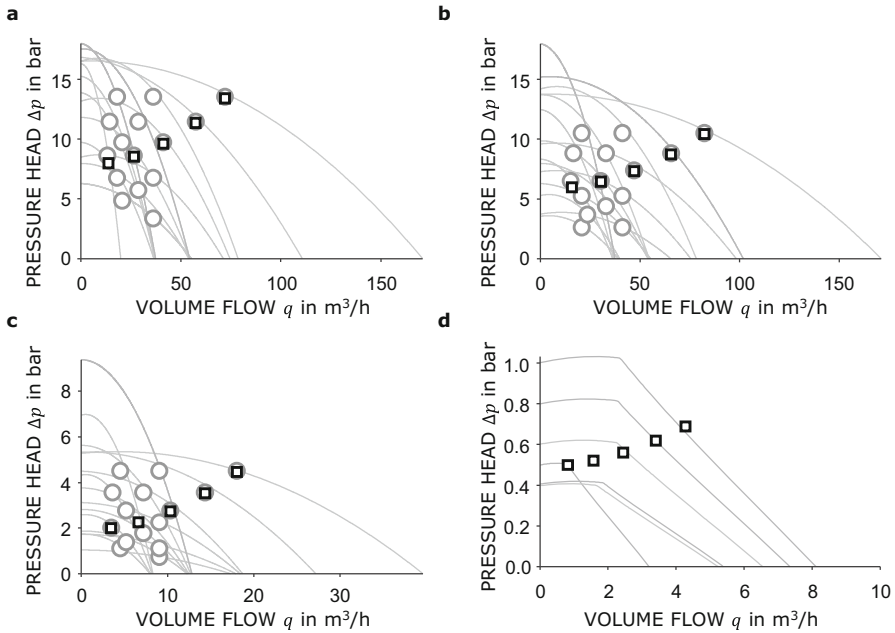 a
PRESSURE HEAD Δp in bar
15
10
5
0
0 50 100 150
VOLUME FLOW q in m³/h
b
PRESSURE HEAD Δp in bar
15
10
5
0
0 50 100 150
VOLUME FLOW q in m³/h
c
PRESSURE HEAD Δp in bar
8
6
4
2
0
0 10 20 30
VOLUME FLOW q in m³/h
d
PRESSURE HEAD Δp in bar
1.0
0.8
0.6
0.4
0.2
0.0
0 2 4 6 8 10
VOLUME FLOW q in m³/h